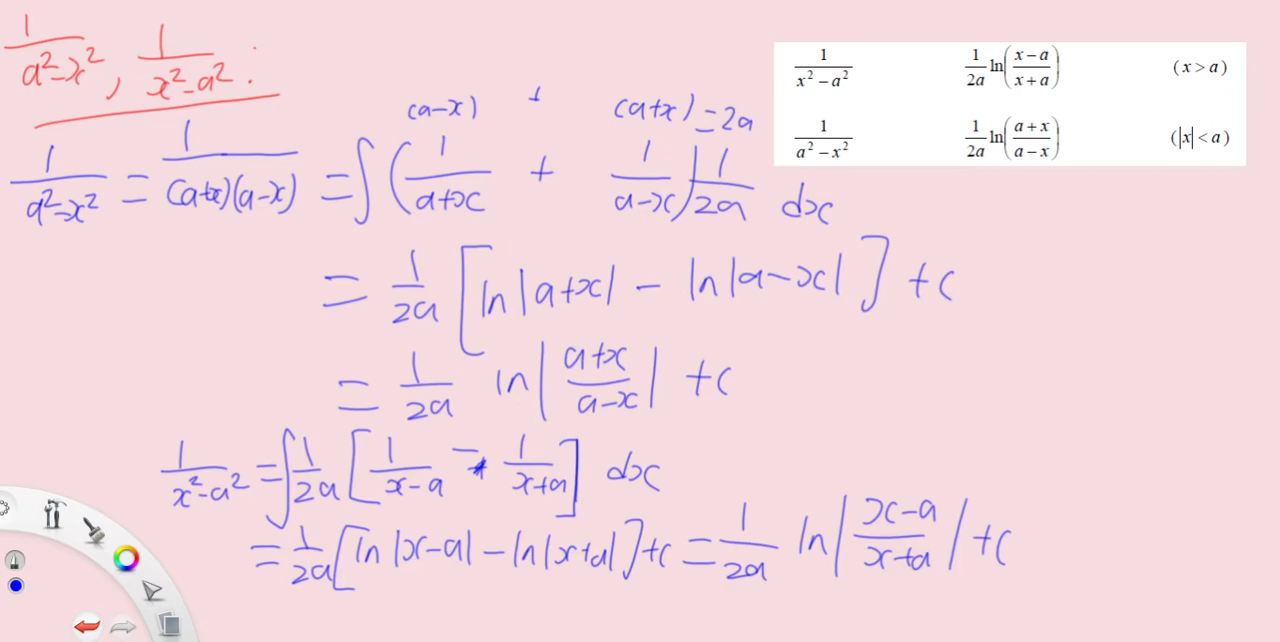 1/(a²-x²), 1/(x²-a²).
1/(x²-a²)  1/(2a) ln((x-a)/(x+a))  (x > a)
1/(a²-x²)  1/(2a) ln((a+x)/(a-x))  (|x| < a)
(a-x) + (a+x) = 2a
1/(a²-x²) = 1/((a+x)(a-x)) = ∫(1/(a+x) + 1/(a-x)) 1/(2a) dx
= 1/(2a) [ln|a+x| - ln|a-x|] + c
= 1/(2a) ln|(a+x)/(a-x)| + c
1/(x²-a²) = ∫ 1/(2a) [1/(x-a) - 1/(x+a)] dx
= 1/(2a) [ln|x-a| - ln|x+a|] + c = 1/(2a) ln|(x-a)/(x+a)| + c